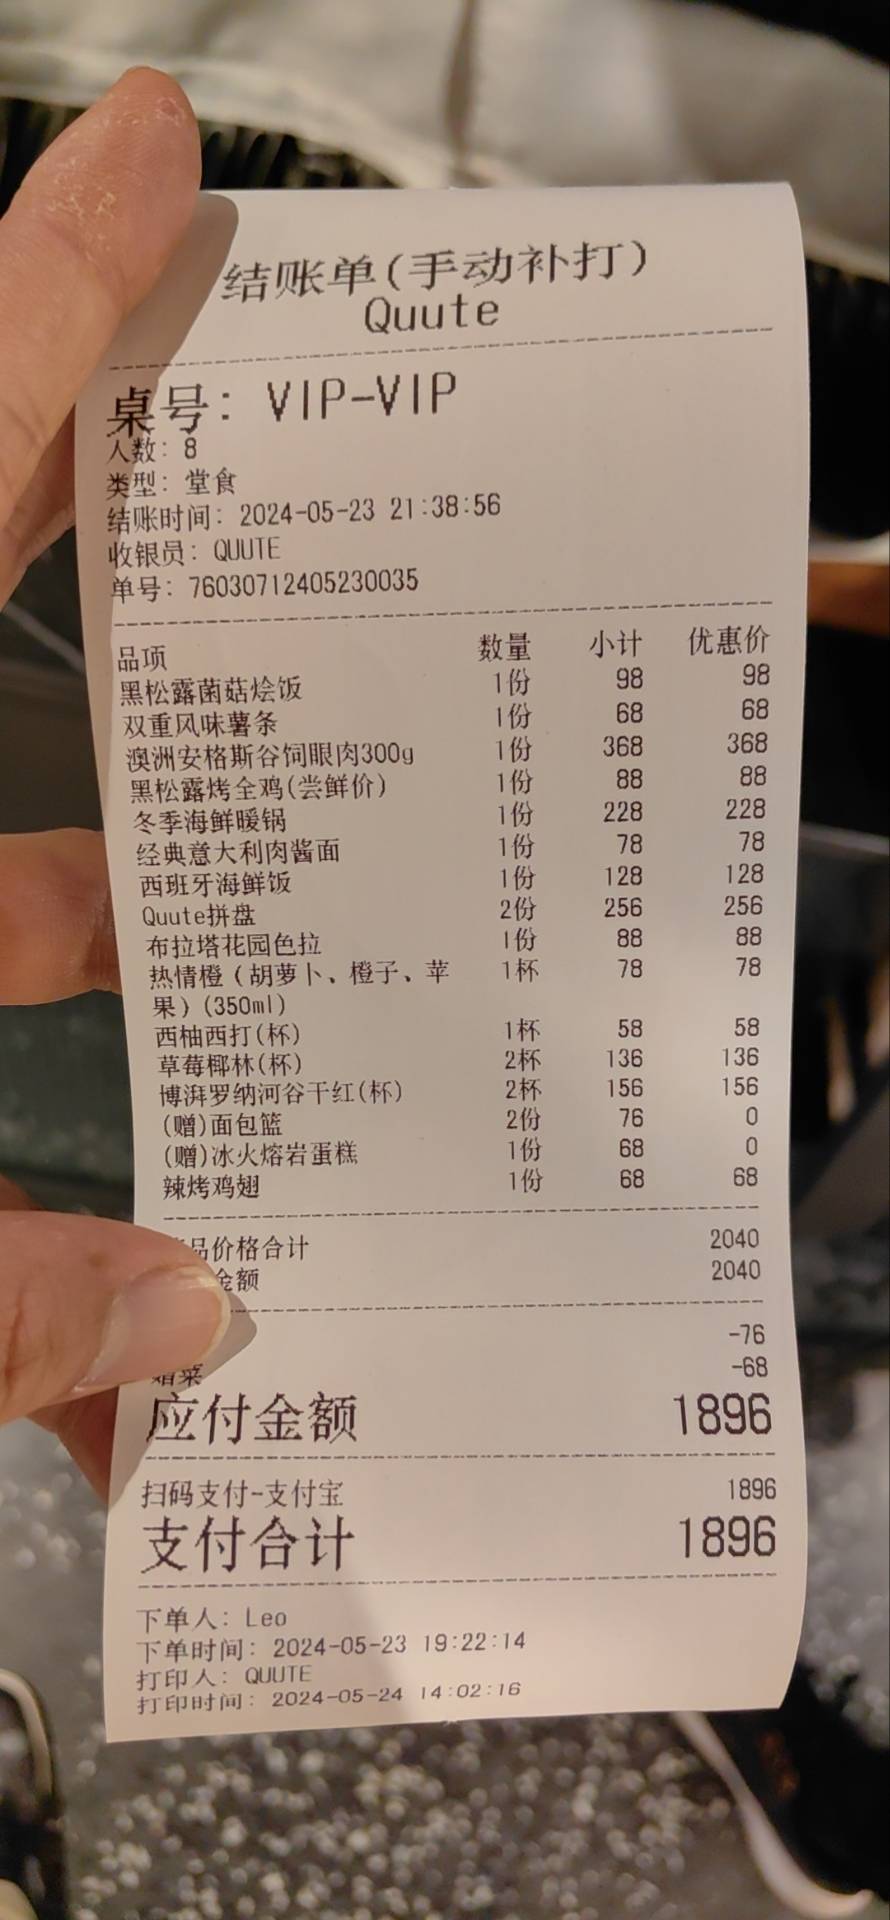 结账单(手动补打)
Quute
桌号: VIP-VIP
人数: 8
类型: 堂食
结账时间: 2024-05-23 21:38:56
收银员: QUUTE
单号: 76030712405230035
品项 数量 小计 优惠价
黑松露菌菇烩饭 1份 98 98
双重风味薯条 1份 68 68
澳洲安格斯谷饲眼肉300g 1份 368 368
黑松露烤全鸡(尝鲜价) 1份 88 88
冬季海鲜暖锅 1份 228 228
经典意大利肉酱面 1份 78 78
西班牙海鲜饭 1份 128 128
Quute拼盘 2份 256 256
布拉塔花园色拉 1份 88 88
热情橙（胡萝卜、橙子、苹 1杯 78 78
果）(350ml)
西柚西打(杯) 1杯 58 58
草莓椰林(杯) 2杯 136 136
博湃罗纳河谷干红(杯) 2杯 156 156
(赠)面包篮 2份 76 0
(赠)冰火熔岩蛋糕 1份 68 0
辣烤鸡翅 1份 68 68
品价格合计 2040
金额 2040
-76
菜 -68
应付金额 1896
扫码支付-支付宝 1896
支付合计 1896
下单人: Leo
下单时间: 2024-05-23 19:22:14
打印人: QUUTE
打印时间: 2024-05-24 14:02:16